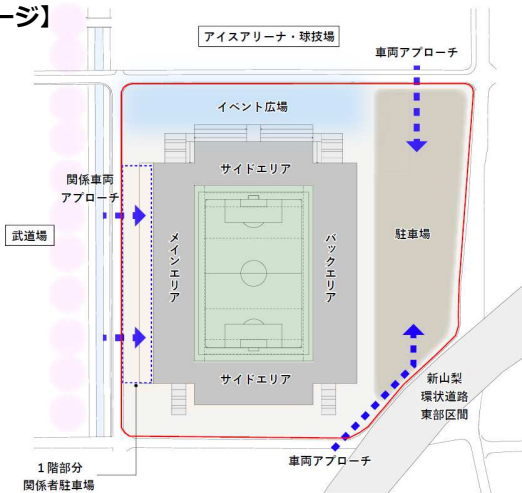 ージ】
アイスアリーナ・球技場
車両アプローチ
イベント広場
サイドエリア
関係車両
アプローチ
武道場
メインエリア
バックエリア
駐車場
サイドエリア
新山梨
環状道路
東部区間
車両アプローチ
１階部分
関係者駐車場